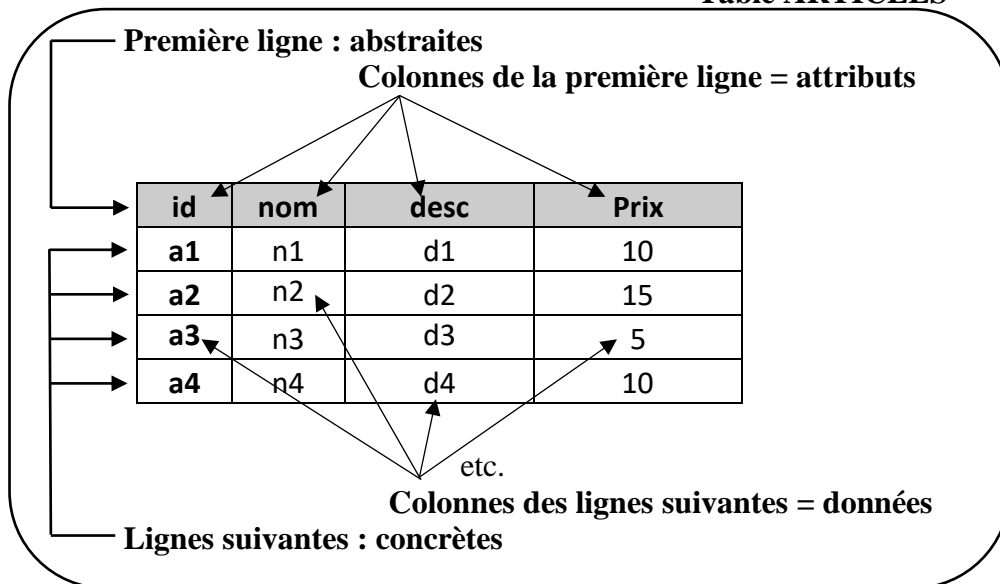 Table ARTICLES
Première ligne : abstraites
Colonnes de la première ligne = attributs
id nom desc Prix
a1 n1 d1 10
a2 n2 d2 15
a3 n3 d3 5
a4 n4 d4 10
etc.
Colonnes des lignes suivantes = données
Lignes suivantes : concrètes